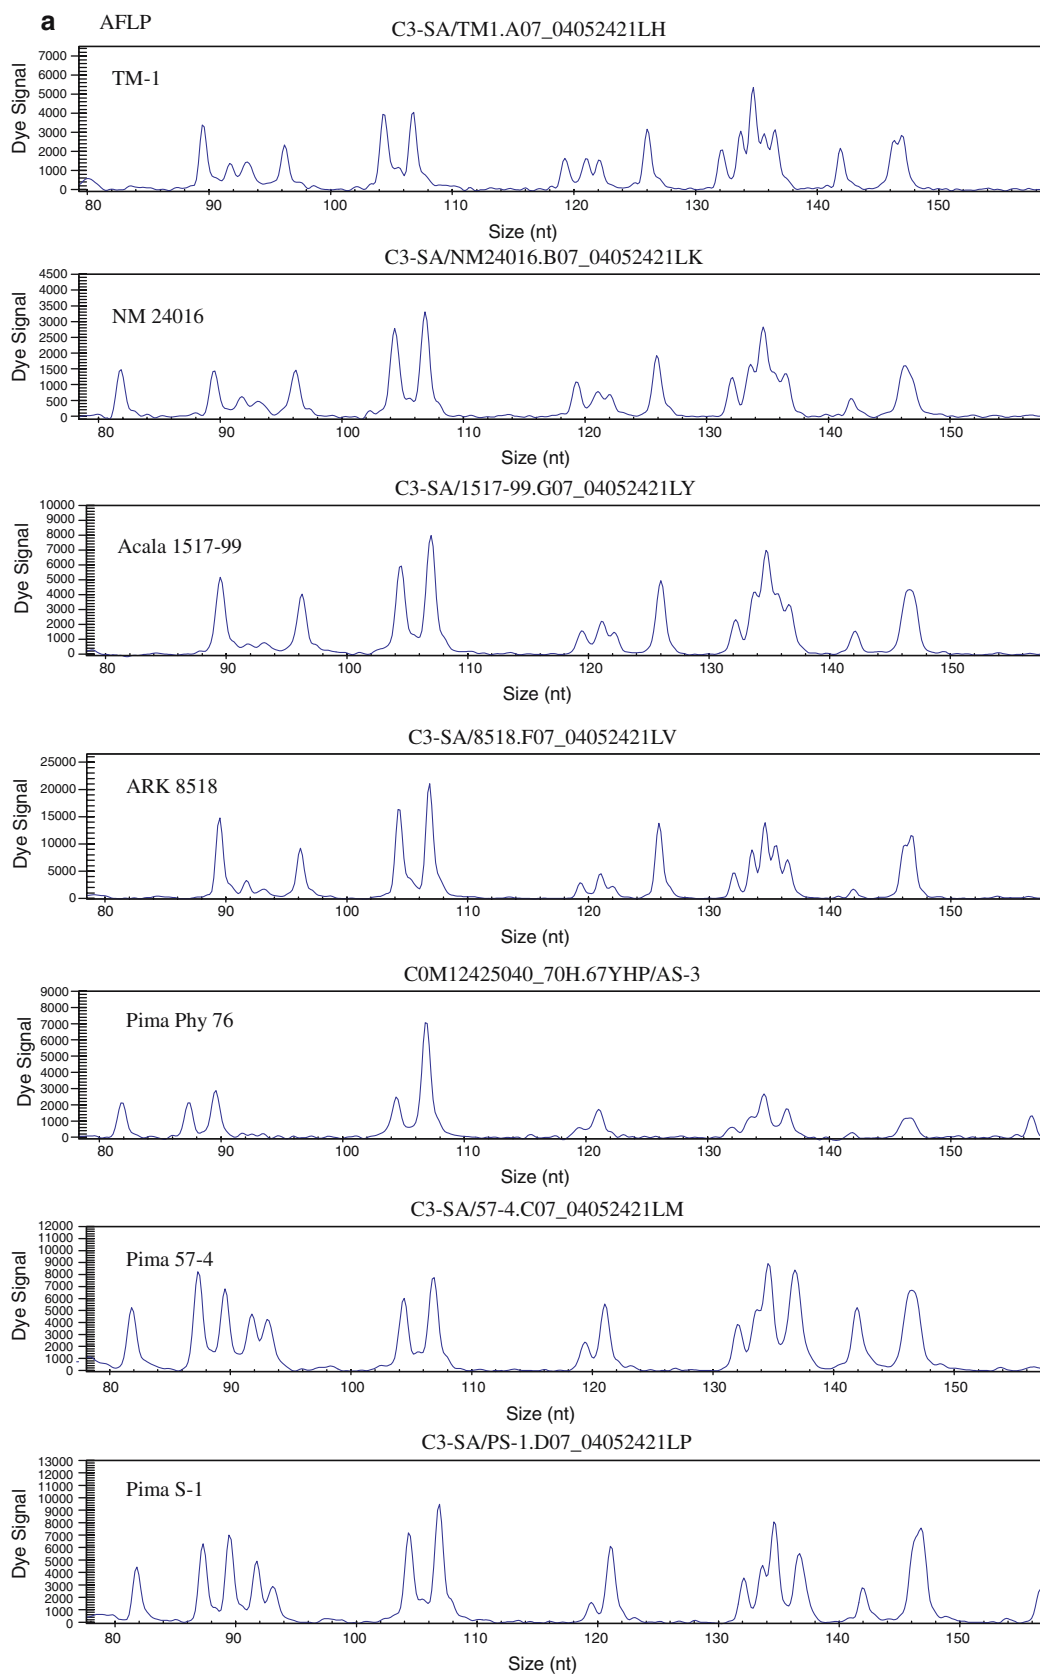 a AFLP
C3-SA/TM1.A07_04052421LH
TM-1
Dye Signal
7000
6000
5000
4000
3000
2000
1000
0
80 90 100 110 120 130 140 150
Size (nt)
C3-SA/NM24016.B07_04052421LK
NM 24016
Dye Signal
4500
4000
3500
3000
2500
2000
1500
1000
500
0
80 90 100 110 120 130 140 150
Size (nt)
C3-SA/1517-99.G07_04052421LY
Acala 1517-99
Dye Signal
10000
9000
8000
7000
6000
5000
4000
3000
2000
1000
0
80 90 100 110 120 130 140 150
Size (nt)
C3-SA/8518.F07_04052421LV
ARK 8518
Dye Signal
25000
20000
15000
10000
5000
0
80 90 100 110 120 130 140 150
Size (nt)
C0M12425040_70H.67YHP/AS-3
Pima Phy 76
Dye Signal
9000
8000
7000
6000
5000
4000
3000
2000
1000
0
80 90 100 110 120 130 140 150
Size (nt)
C3-SA/57-4.C07_04052421LM
Pima 57-4
Dye Signal
12000
11000
10000
9000
8000
7000
6000
5000
4000
3000
2000
1000
0
80 90 100 110 120 130 140 150
Size (nt)
C3-SA/PS-1.D07_04052421LP
Pima S-1
Dye Signal
13000
12000
11000
10000
9000
8000
7000
6000
5000
4000
3000
2000
1000
0
80 90 100 110 120 130 140 150
Size (nt)